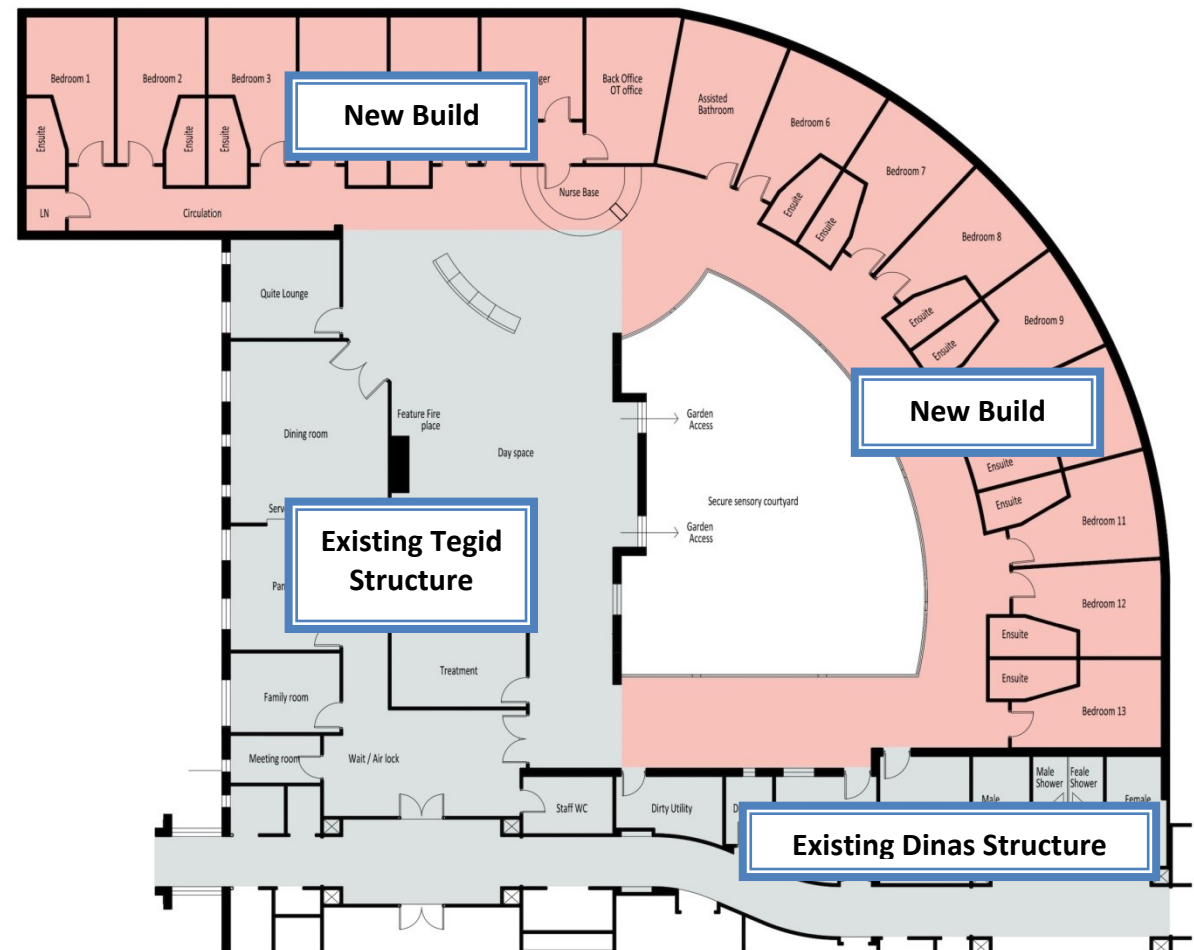 Bedroom 1
Bedroom 2
Bedroom 3
Back Office
OT office
Assisted
Bathroom
Bedroom 6
Bedroom 7
Bedroom 8
Bedroom 9
New Build
Ensuite
Ensuite
Ensuite
LN
Circulation
Nurse Base
Ensuite
Ensuite
Ensuite
Ensuite
Quite Lounge
Feature Fire
place
Dining room
Day space
Garden
Access
Garden
Access
Secure sensory courtyard
New Build
Ensuite
Ensuite
Bedroom 11
Bedroom 12
Ensuite
Ensuite
Bedroom 13
Existing Tegid
Structure
Treatment
Family room
Meeting room
Wait / Air lock
Staff WC
Dirty Utility
Male
Male
Shower
Feale
Shower
Female
Existing Dinas Structure